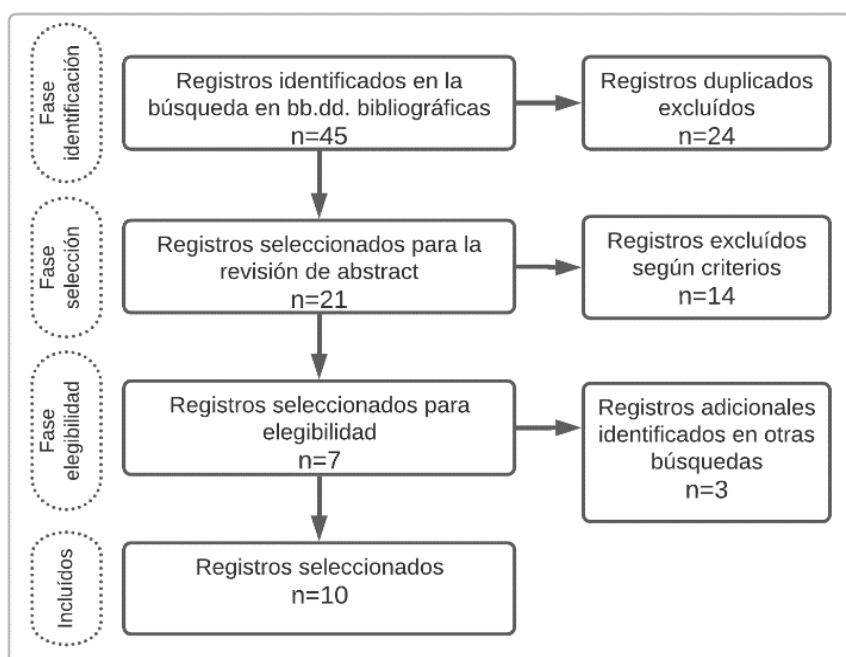 Fase
identificación
Registros identificados en la
búsqueda en bb.dd. bibliográficas
n=45
Registros duplicados
excluídos
n=24
Fase
selección
Registros seleccionados para la
revisión de abstract
n=21
Registros excluídos
según criterios
n=14
Fase
elegibilidad
Registros seleccionados para
elegibilidad
n=7
Registros adicionales
identificados en otras
búsquedas
n=3
Incluídos
Registros seleccionados
n=10